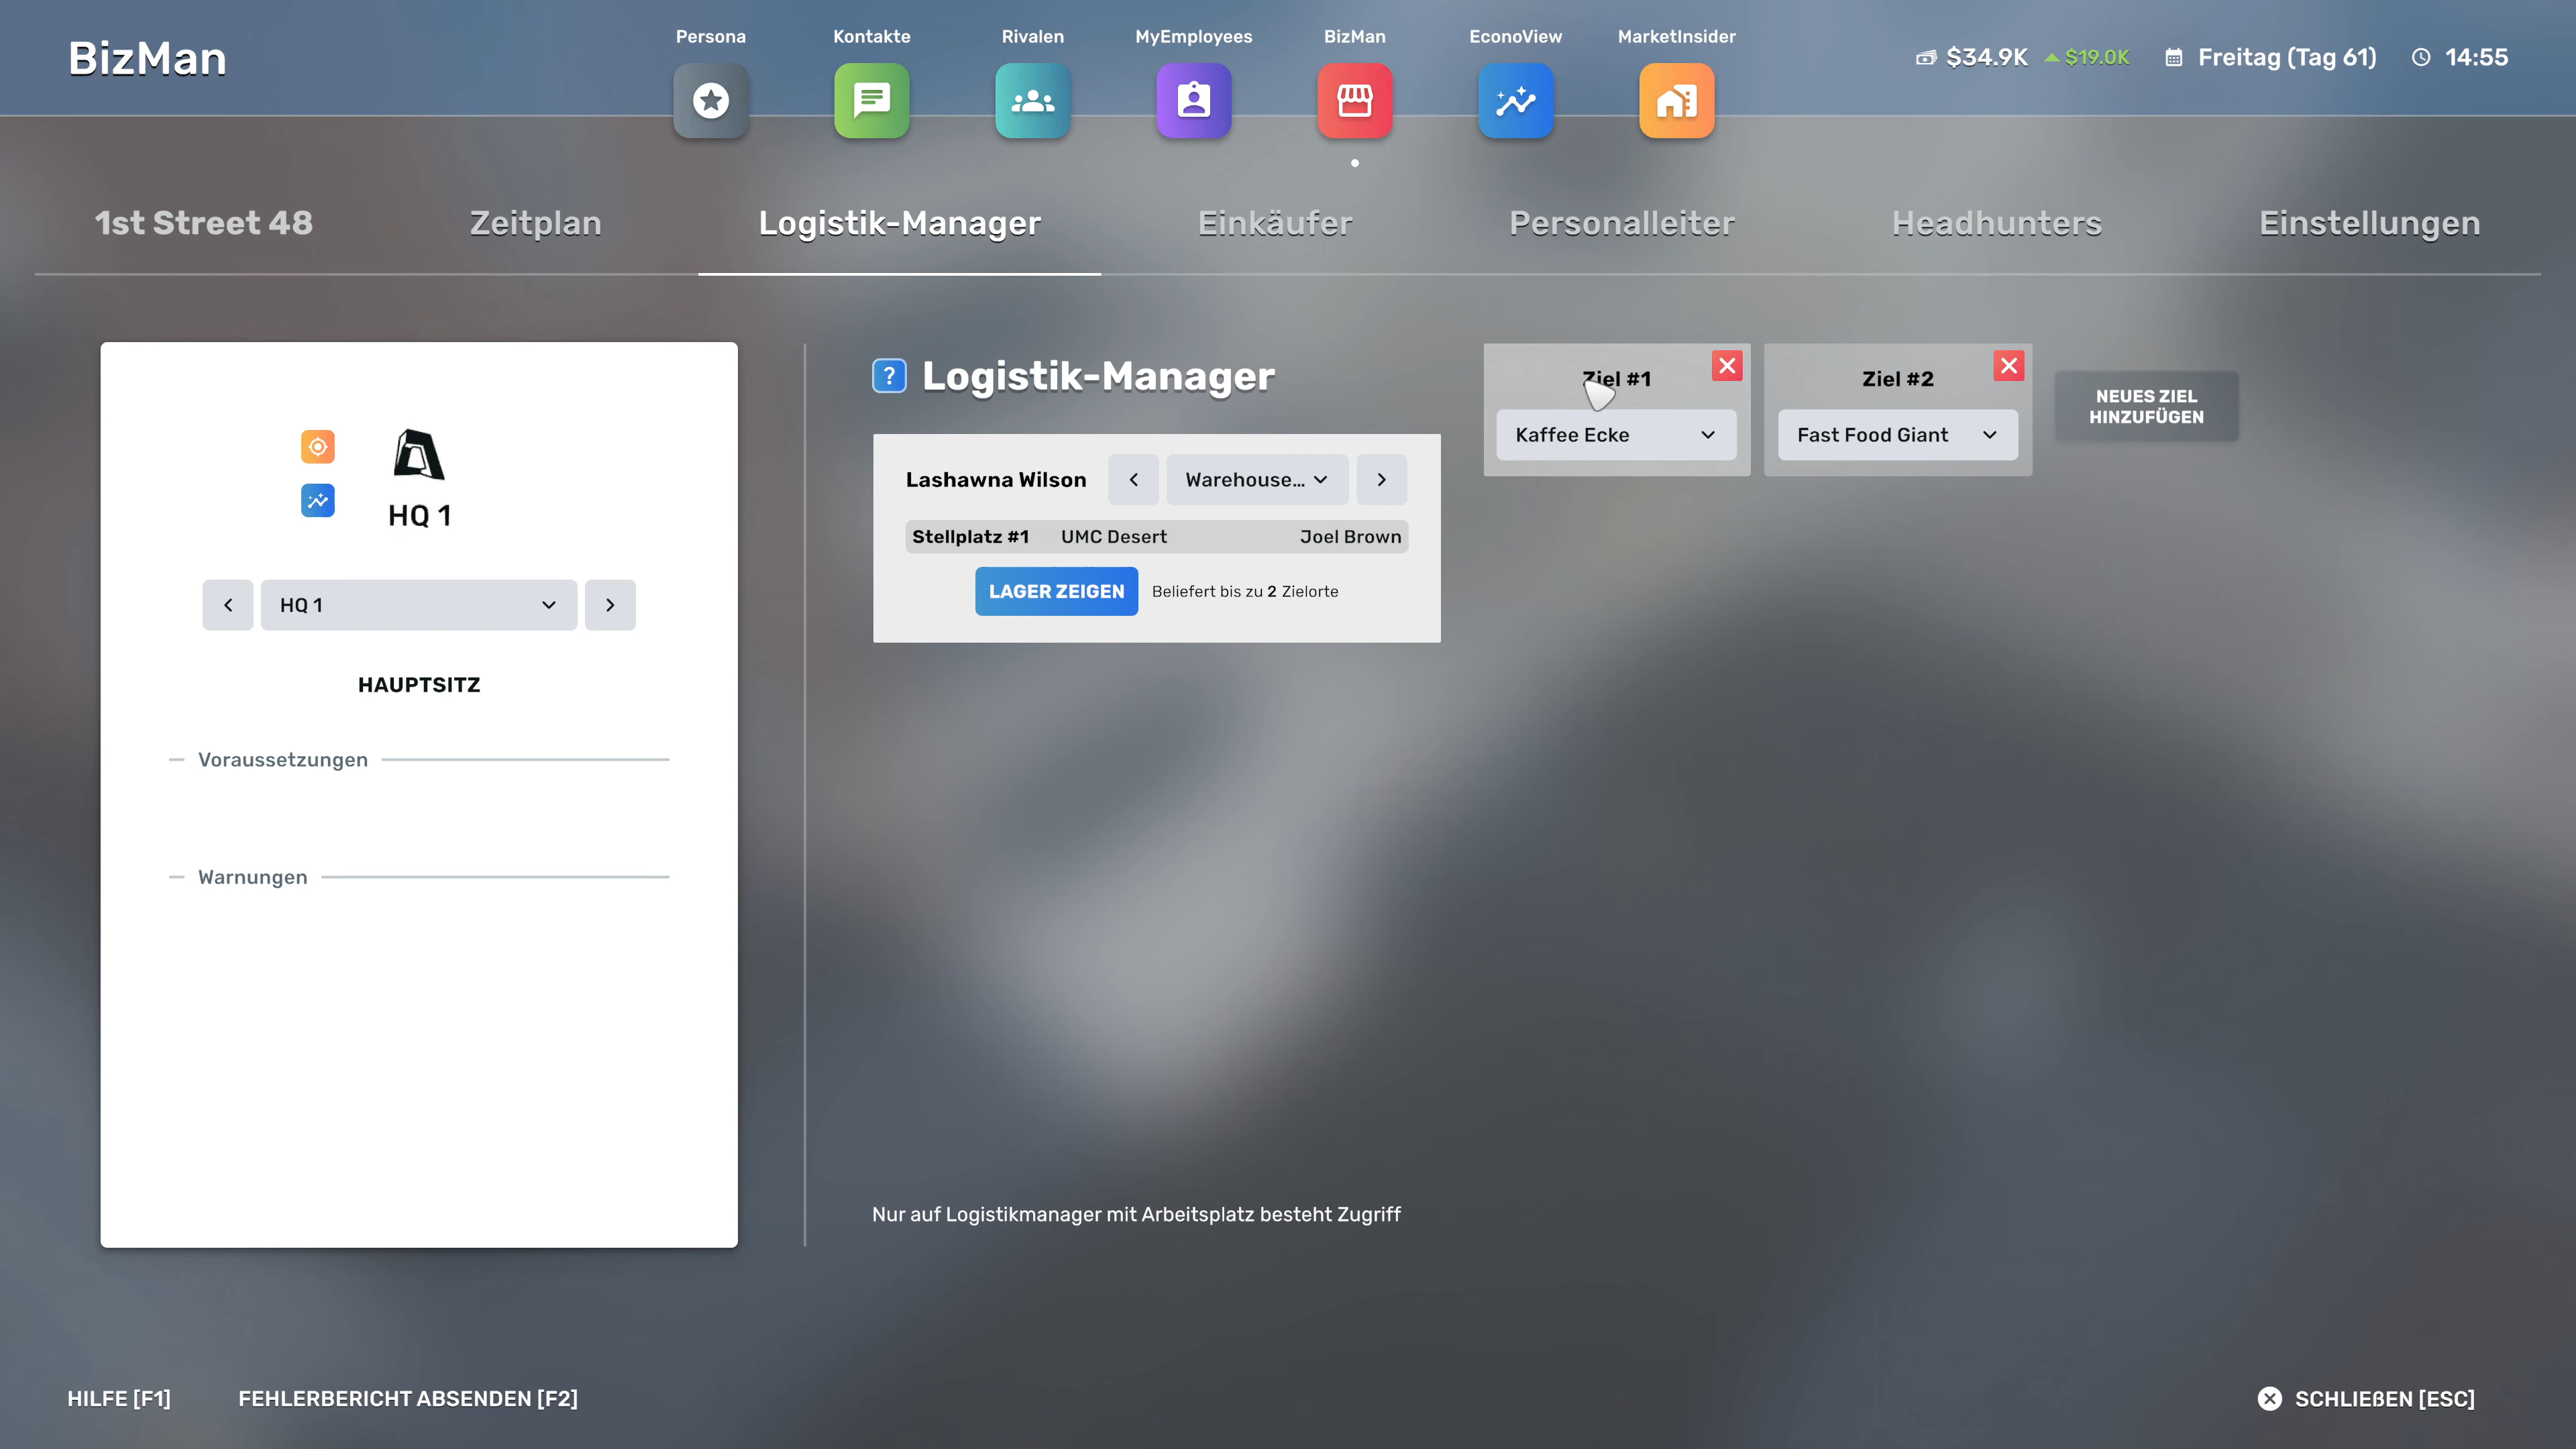 BizMan
Persona
Kontakte
Rivalen
MyEmployees
BizMan
EconoView
MarketInsider
$34.9K
$19.0K
Freitag (Tag 61)
14:55
1st Street 48
Zeitplan
Logistik-Manager
Einkäufer
Personalleiter
Headhunters
Einstellungen
HQ 1
HQ 1
HAUPTSITZ
Voraussetzungen
Warnungen
? Logistik-Manager
Lashawna Wilson
Warehouse...
Stellplatz #1 UMC Desert Joel Brown
LAGER ZEIGEN
Beliefert bis zu 2 Zielorte
Ziel #1
Kaffee Ecke
Ziel #2
Fast Food Giant
NEUES ZIEL
HINZUFÜGEN
Nur auf Logistikmanager mit Arbeitsplatz besteht Zugriff
HILFE [F1]
FEHLERBERICHT ABSENDEN [F2]
SCHLIEßEN [ESC]